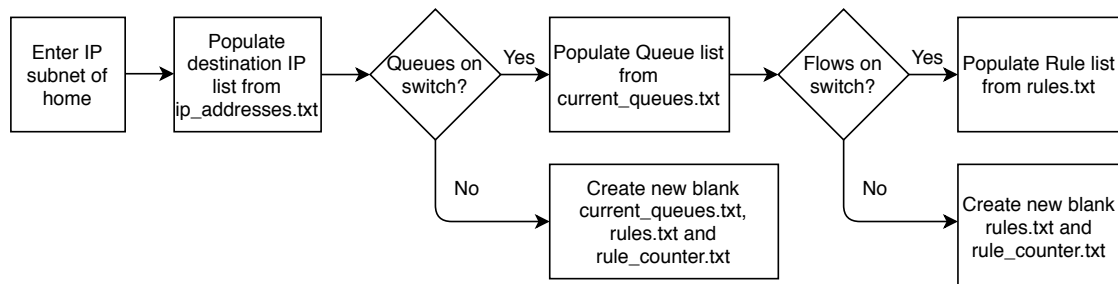 Enter IP
subnet of
home
Populate
destination IP
list from
ip_addresses.txt
Queues on
switch?
Yes
Populate Queue list
from
current_queues.txt
Flows on
switch?
Yes
Populate Rule list
from rules.txt
No
Create new blank
current_queues.txt,
rules.txt and
rule_counter.txt
No
Create new blank
rules.txt and
rule_counter.txt